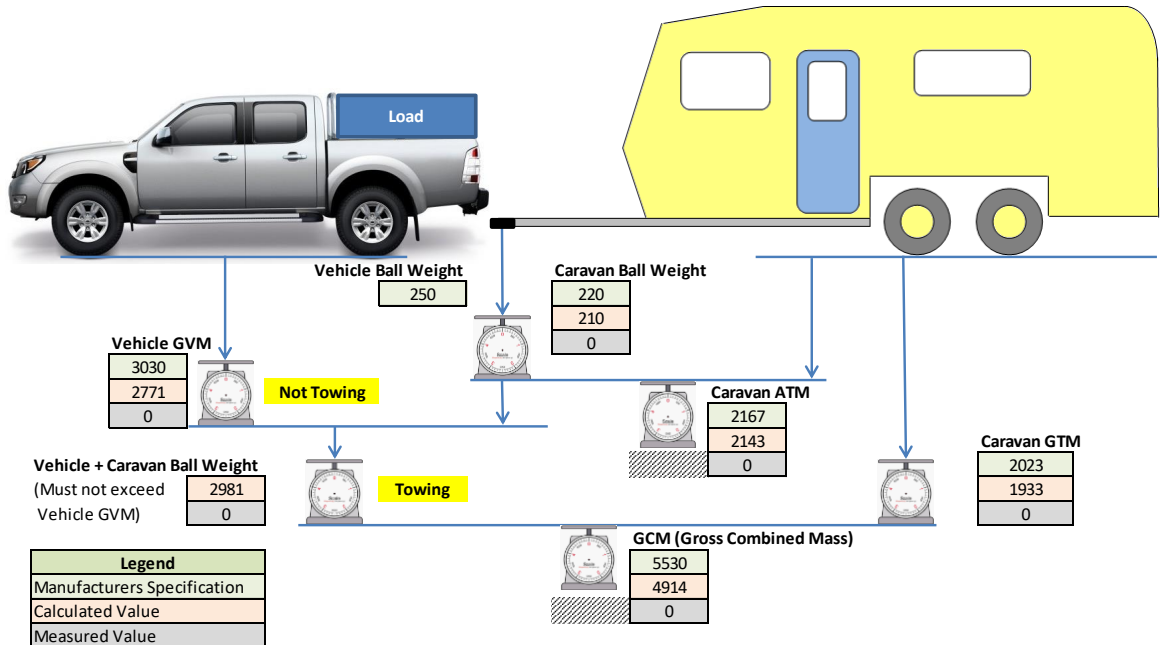 Load
Vehicle Ball Weight
250
Caravan Ball Weight
220
210
0
Vehicle GVM
3030
2771
0
Not Towing
Caravan ATM
2167
2143
0
Caravan GTM
2023
1933
0
Vehicle + Caravan Ball Weight
(Must not exceed
Vehicle GVM)
2981
0
Towing
GCM (Gross Combined Mass)
5530
4914
0
Legend
Manufacturers Specification
Calculated Value
Measured Value